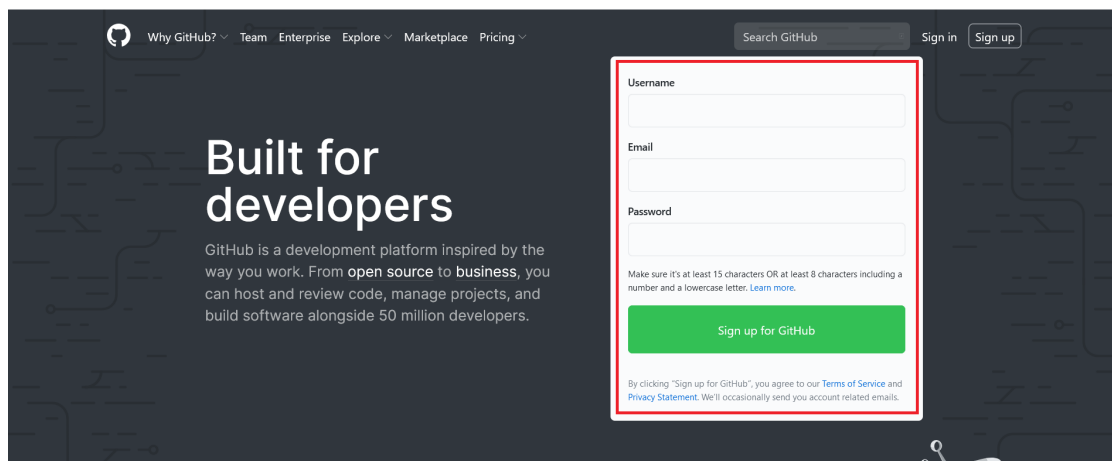 Why GitHub? Team Enterprise Explore Marketplace Pricing Search GitHub Sign in Sign up
Built for
developers
GitHub is a development platform inspired by the
way you work. From open source to business, you
can host and review code, manage projects, and
build software alongside 50 million developers.
Username
Email
Password
Make sure it's at least 15 characters OR at least 8 characters including a
number and a lowercase letter. Learn more.
Sign up for GitHub
By clicking "Sign up for GitHub", you agree to our Terms of Service and
Privacy Statement. We'll occasionally send you account related emails.